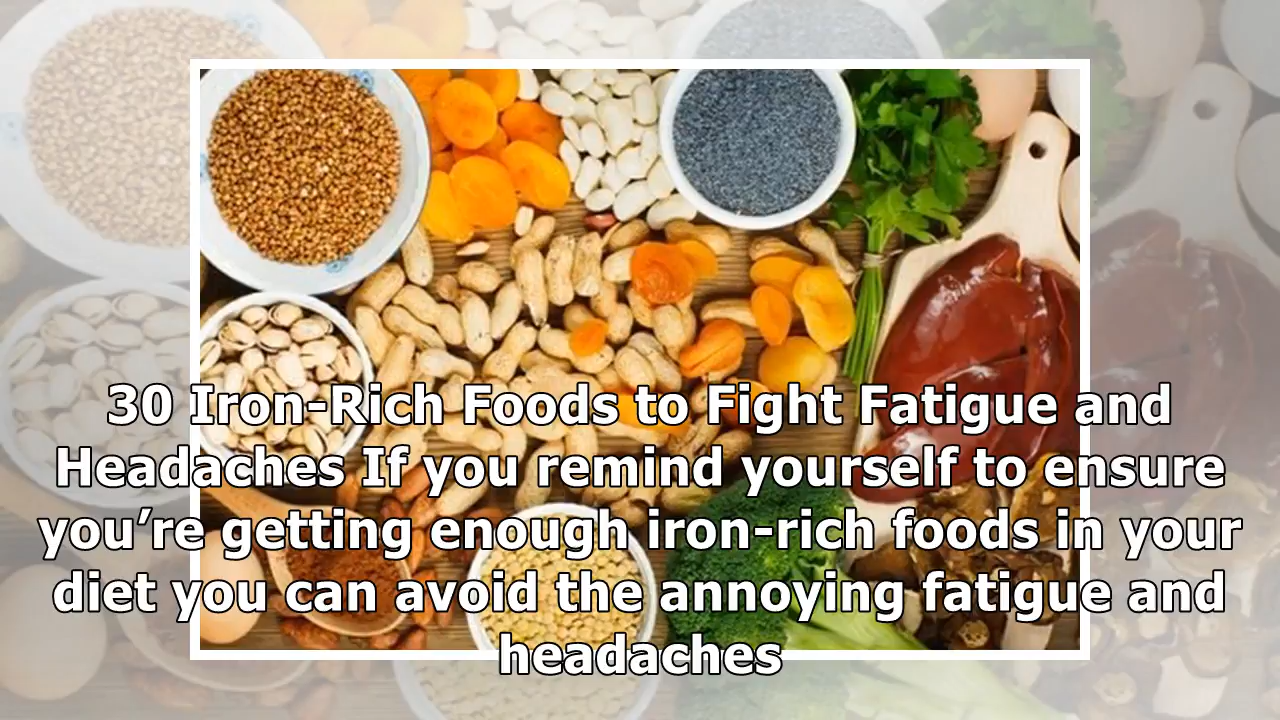 30 Iron-Rich Foods to Fight Fatigue and
Headaches If you remind yourself to ensure
you’re getting enough iron-rich foods in your
diet you can avoid the annoying fatigue and
headaches